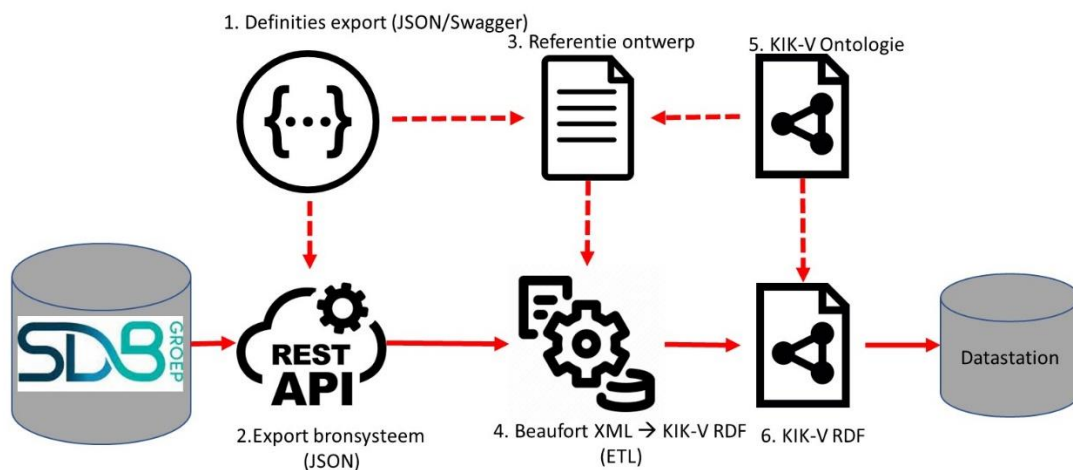 1. Definities export (JSON/Swagger)
3. Referentie ontwerp
5. KIK-V Ontologie
{...}
SDB
GROEP
REST
API
Datastation
2.Export bronsysteem
(JSON)
4. Beaufort XML → KIK-V RDF
(ETL)
6. KIK-V RDF